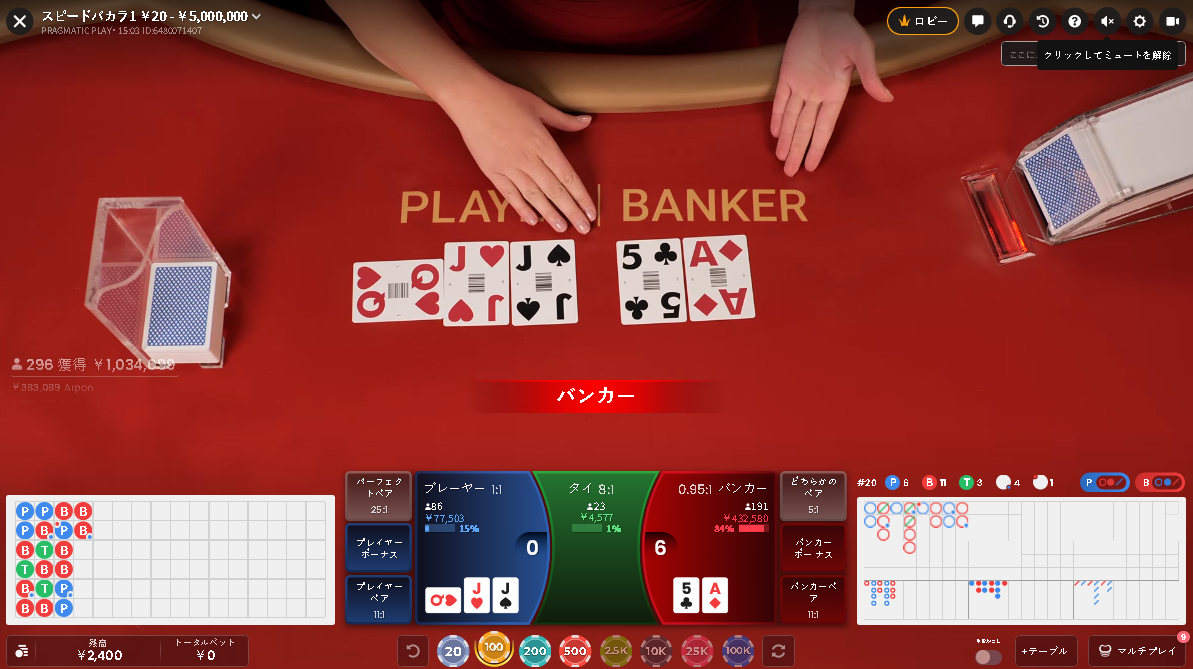 スピードバカラ1 ¥20 - ¥5,000,000
PRAGMATIC PLAY• 15:03 ID:6480071407
ロビー
クリックしてミュートを解除
PLAY
BANKER
Q
Q
J
J
J
J
5
5
A
A
296 獲得 ¥1,034,699
¥383,089 Arpon
バンカー
パーフェクトペア
25:1
プレイヤーボーナス
プレイヤーペア
11:1
プレーヤー 1:1
86
¥77,503
15%
0
Q
J
J
タイ 8:1
23
¥4,577
1%
0.95:1 バンカー
191
¥432,580
84%
6
5
A
どちらかのペア
5:1
バンカーボーナス
バンカーペア
11:1
#20 P 6 B 11 T 3 4 1
P B
P P B B
P B P B
B T B
T B B
B T P
B B P
残高
¥2,400
トータルベット
¥0
20 100 200 500 2.5K 10K 25K 100K
+テーブル
マルチプレイ
9